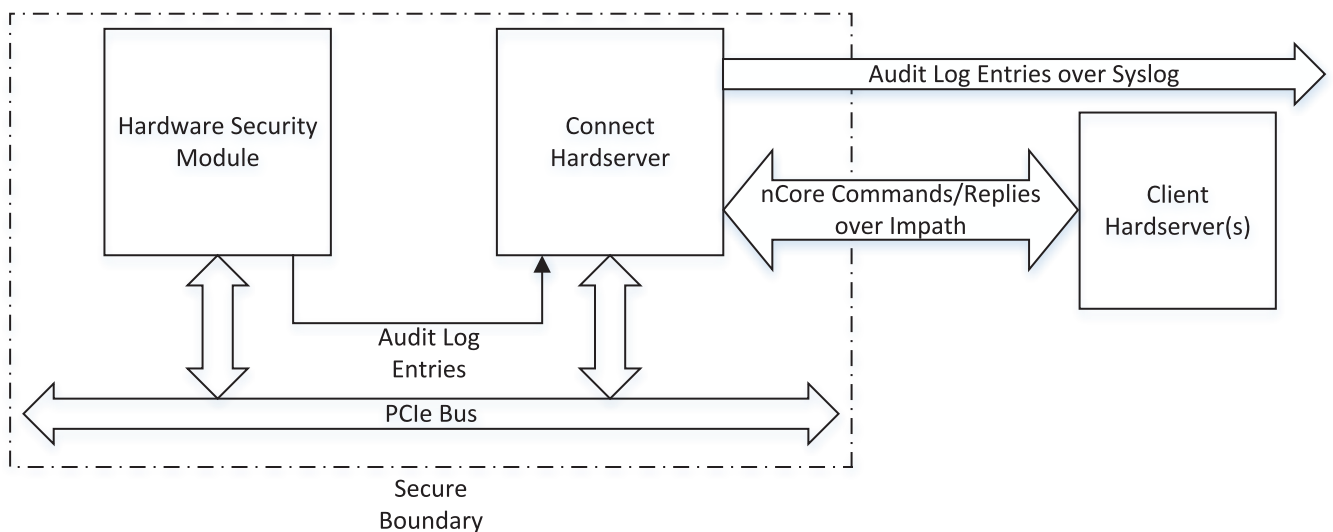 Hardware Security
Module
Connect
Hardserver
Audit Log Entries over Syslog
nCore Commands/Replies
over Impath
Client
Hardserver(s)
Audit Log
Entries
PCIe Bus
Secure
Boundary